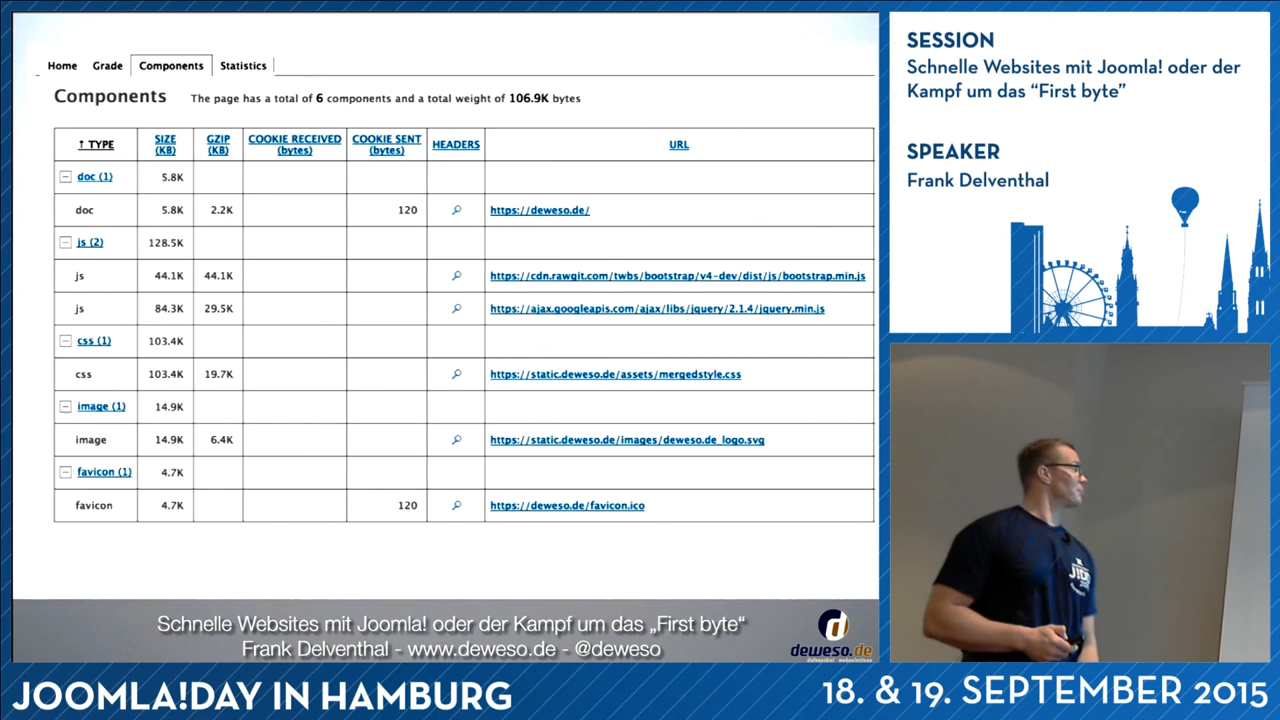 Home Grade Components Statistics
Components The page has a total of 6 components and a total weight of 106.9K bytes
↑ TYPE SIZE (KB) GZIP (KB) COOKIE RECEIVED (bytes) COOKIE SENT (bytes) HEADERS URL
doc (1) 5.8K
doc 5.8K 2.2K 120 https://deweso.de/
js (2) 128.5K
js 44.1K 44.1K https://cdn.rawgit.com/twbs/bootstrap/v4-dev/dist/js/bootstrap.min.js
js 84.3K 29.5K https://ajax.googleapis.com/ajax/libs/jquery/2.1.4/jquery.min.js
css (1) 103.4K
css 103.4K 19.7K https://static.deweso.de/assets/mergedstyle.css
image (1) 14.9K
image 14.9K 6.4K https://static.deweso.de/images/deweso.de_logo.svg
favicon (1) 4.7K
favicon 4.7K 120 https://deweso.de/favicon.ico
Schnelle Websites mit Joomla! oder der Kampf um das „First byte“
Frank Delventhal - www.deweso.de - @deweso
deweso.de
delventhal websolutions
SESSION
Schnelle Websites mit Joomla! oder der
Kampf um das “First byte”
SPEAKER
Frank Delventhal
JOOMLA!DAY IN HAMBURG
18. & 19. SEPTEMBER 2015